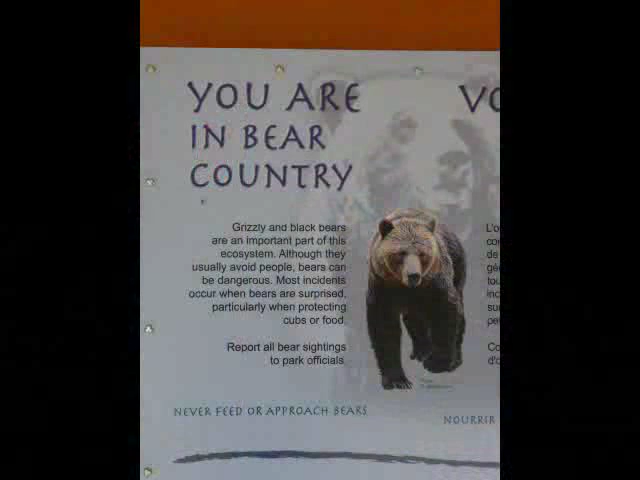 YOU ARE
IN BEAR
COUNTRY
Grizzly and black bears
are an important part of this
ecosystem. Although they
usually avoid people, bears can
be dangerous. Most incidents
occur when bears are surprised,
particularly when protecting
cubs or food.
Report all bear sightings
to park officials.
NEVER FEED OR APPROACH BEARS
VO
L'o
de
NOURRIR